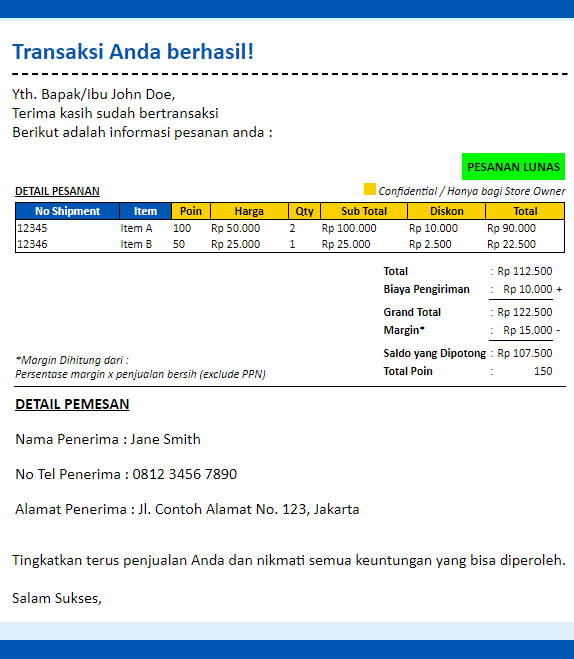 Transaksi Anda berhasil!
Yth. Bapak/Ibu John Doe,
Terima kasih sudah bertransaksi
Berikut adalah informasi pesanan anda :
PESANAN LUNAS
DETAIL PESANAN Confidential / Hanya bagi Store Owner
No Shipment Item Poin Harga Qty Sub Total Diskon Total
12345 Item A 100 Rp 50.000 2 Rp 100.000 Rp 10.000 Rp 90.000
12346 Item B 50 Rp 25.000 1 Rp 25.000 Rp 2.500 Rp 22.500
Total : Rp 112.500
Biaya Pengiriman : Rp 10.000 +
Grand Total : Rp 122.500
Margin* : Rp 15.000 -
Saldo yang Dipotong : Rp 107.500
Total Poin : 150
*Margin Dihitung dari :
Persentase margin x penjualan bersih (exclude PPN)
DETAIL PEMESAN
Nama Penerima : Jane Smith
No Tel Penerima : 0812 3456 7890
Alamat Penerima : Jl. Contoh Alamat No. 123, Jakarta
Tingkatkan terus penjualan Anda dan nikmati semua keuntungan yang bisa diperoleh.
Salam Sukses,